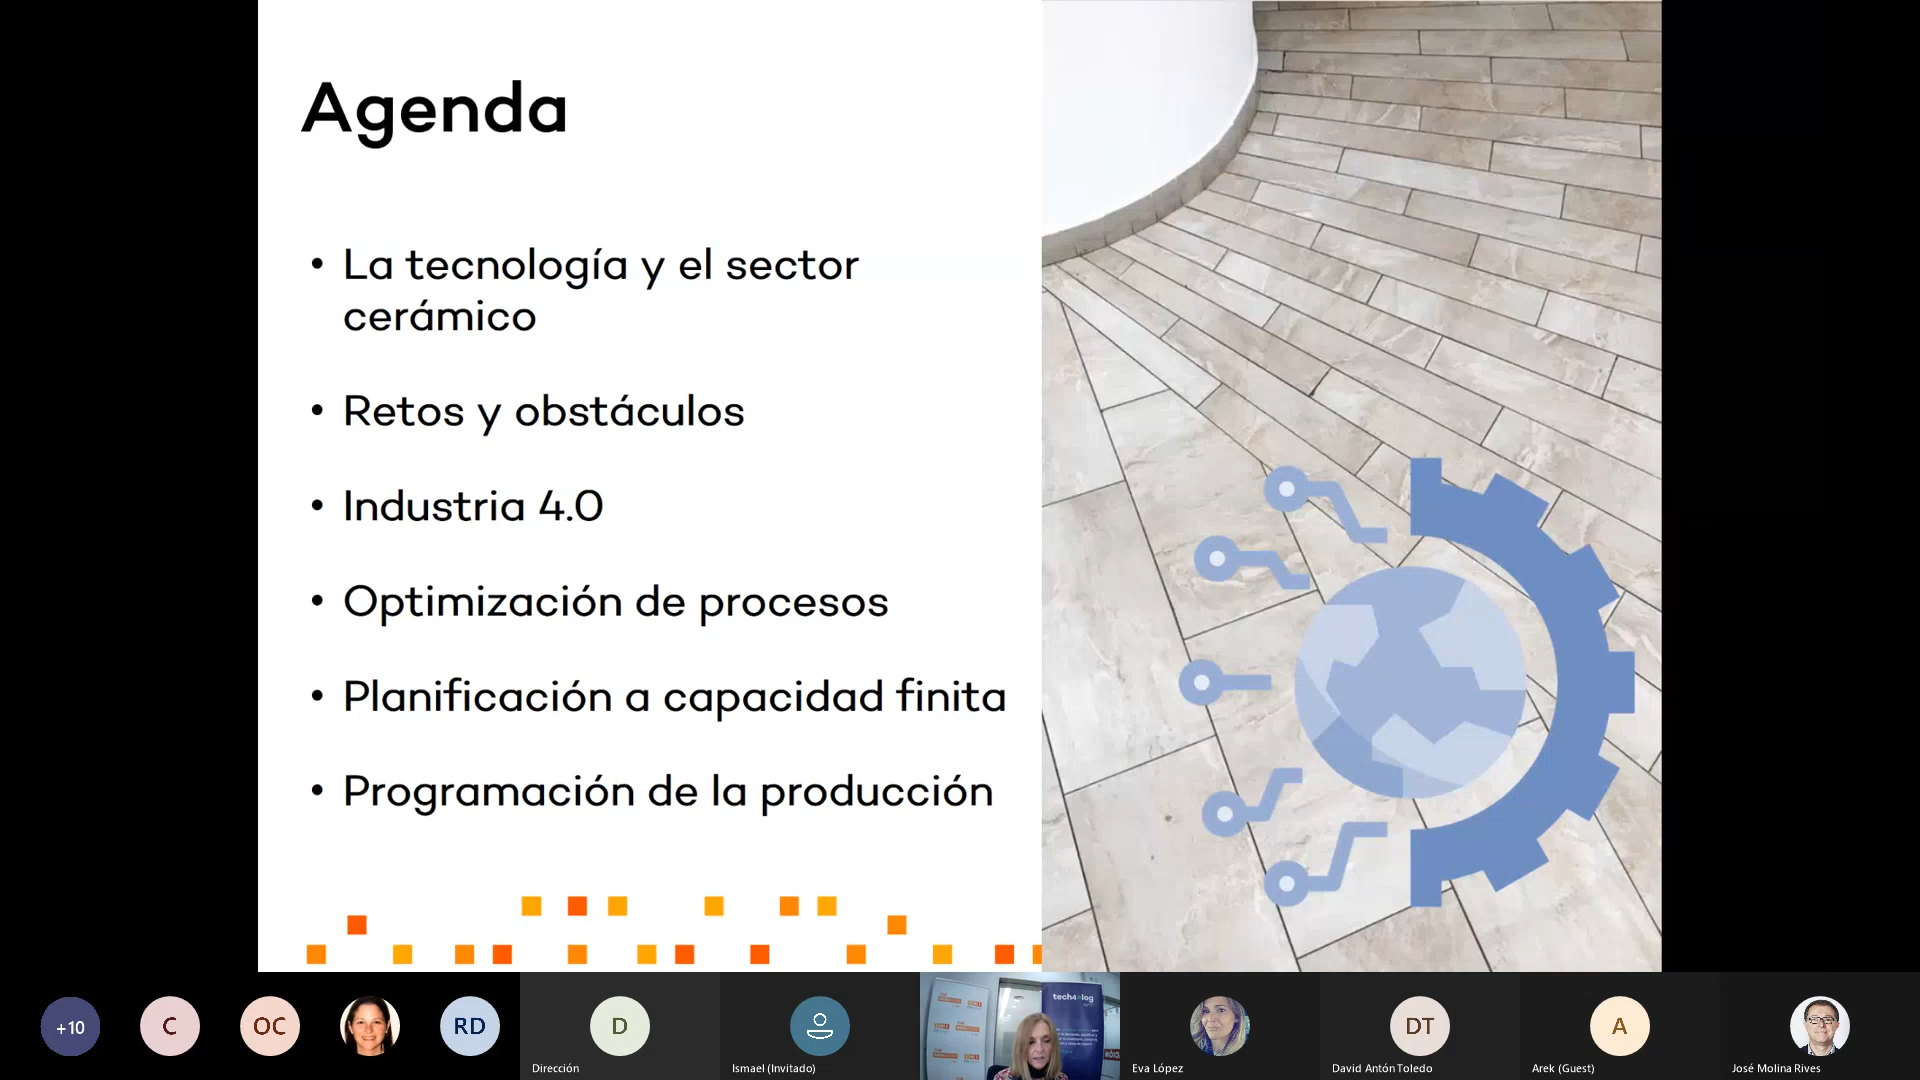 Agenda
• La tecnología y el sector
cerámico
• Retos y obstáculos
• Industria 4.0
• Optimización de procesos
• Planificación a capacidad finita
• Programación de la producción
+10
C
OC
RD
D
Dirección
Ismael (Invitado)
tech4log
Eva López
DT
David Antón Toledo
A
Arek (Guest)
José Molina Rives